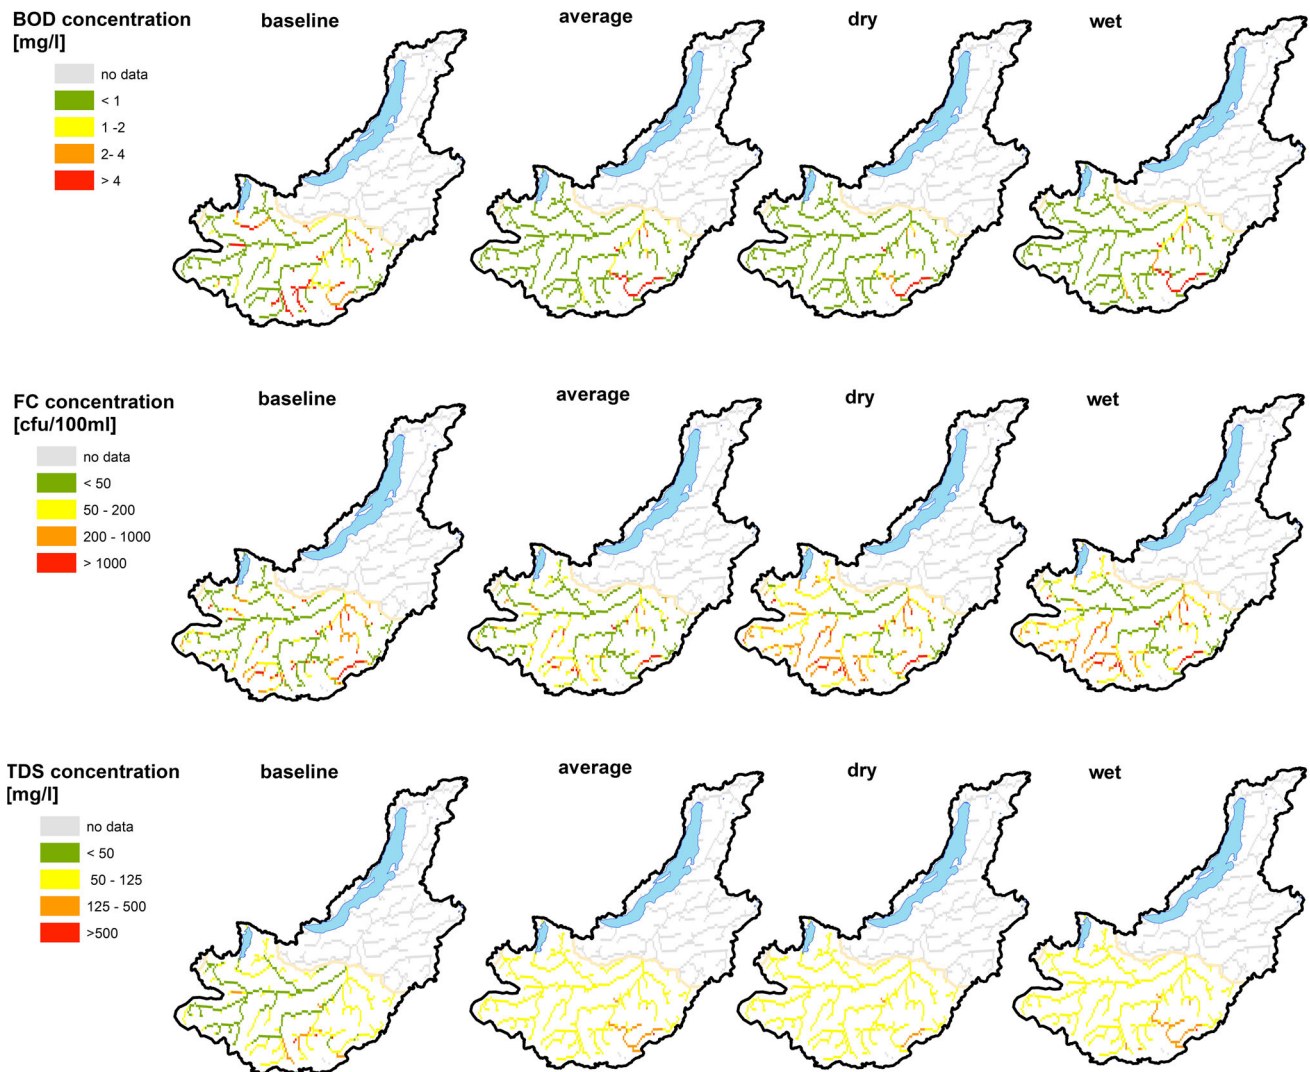 BOD concentration
[mg/l]
baseline
average
dry
wet
no data
< 1
1 -2
2- 4
> 4
FC concentration
[cfu/100ml]
baseline
average
dry
wet
no data
< 50
50 - 200
200 - 1000
> 1000
TDS concentration
[mg/l]
baseline
average
dry
wet
no data
< 50
50 - 125
125 - 500
>500